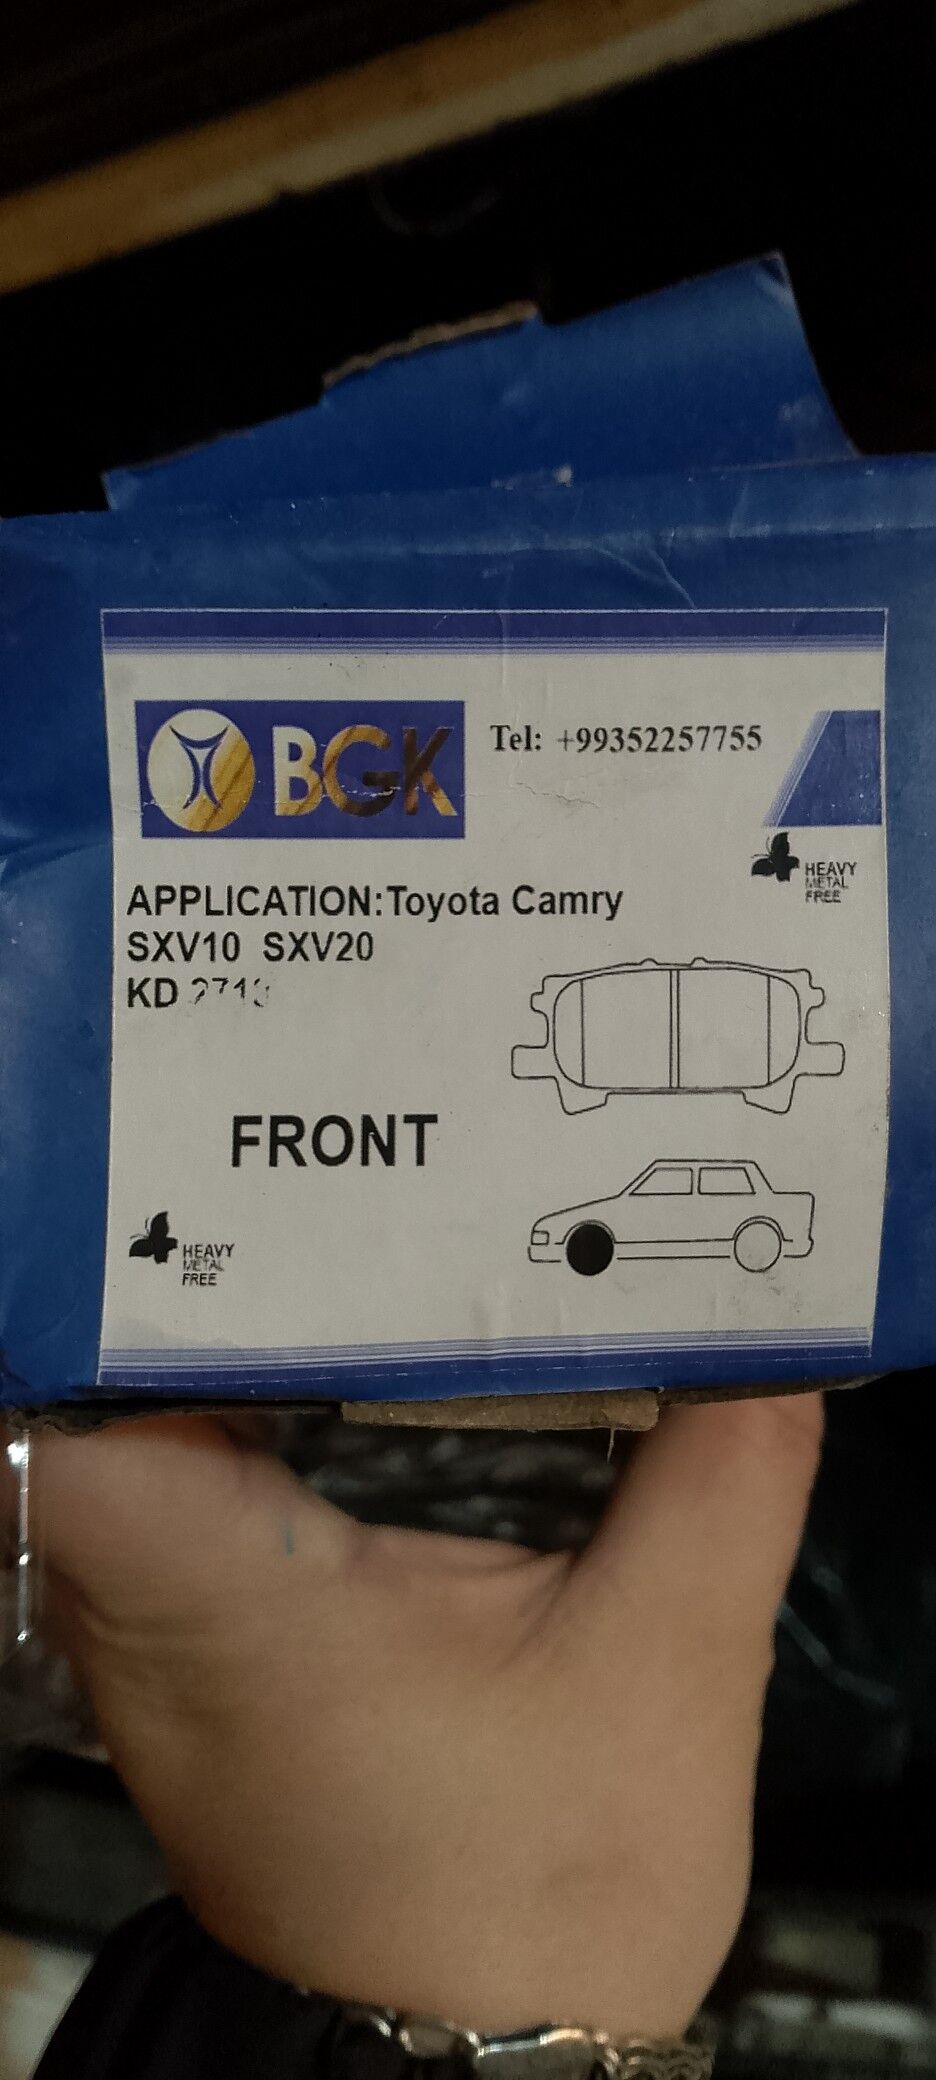 BGK
Tel: +99352257755
HEAVY
METAL
FREE
APPLICATION:Toyota Camry
SXV10 SXV20
KD
FRONT
HEAVY
METAL
FREE